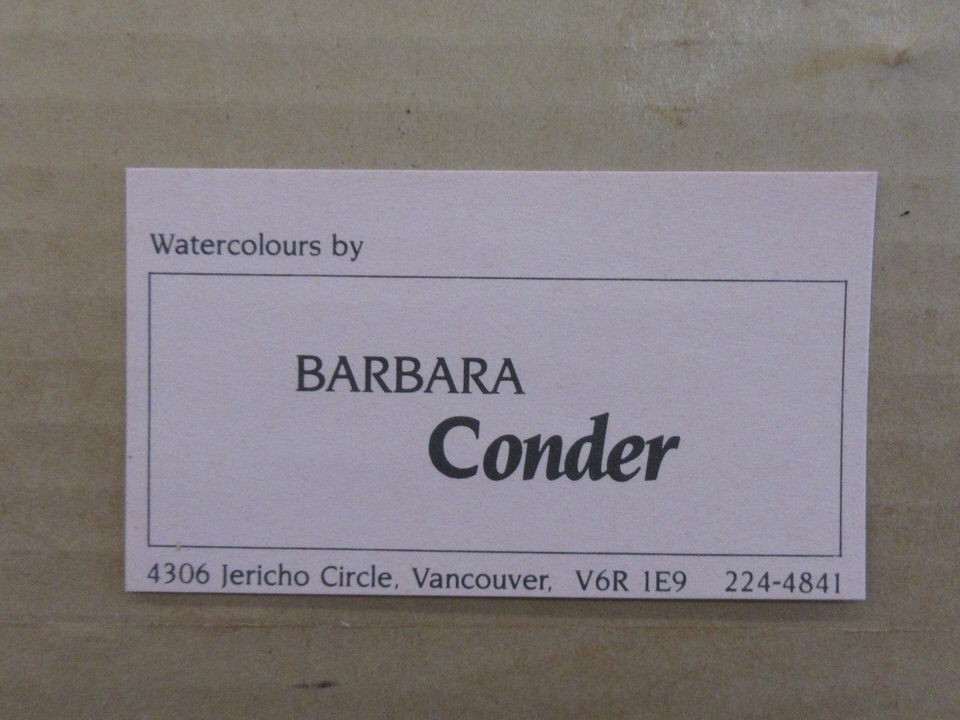 Watercolours by
BARBARA
Conder
4306 Jericho Circle, Vancouver, V6R 1E9 224-4841